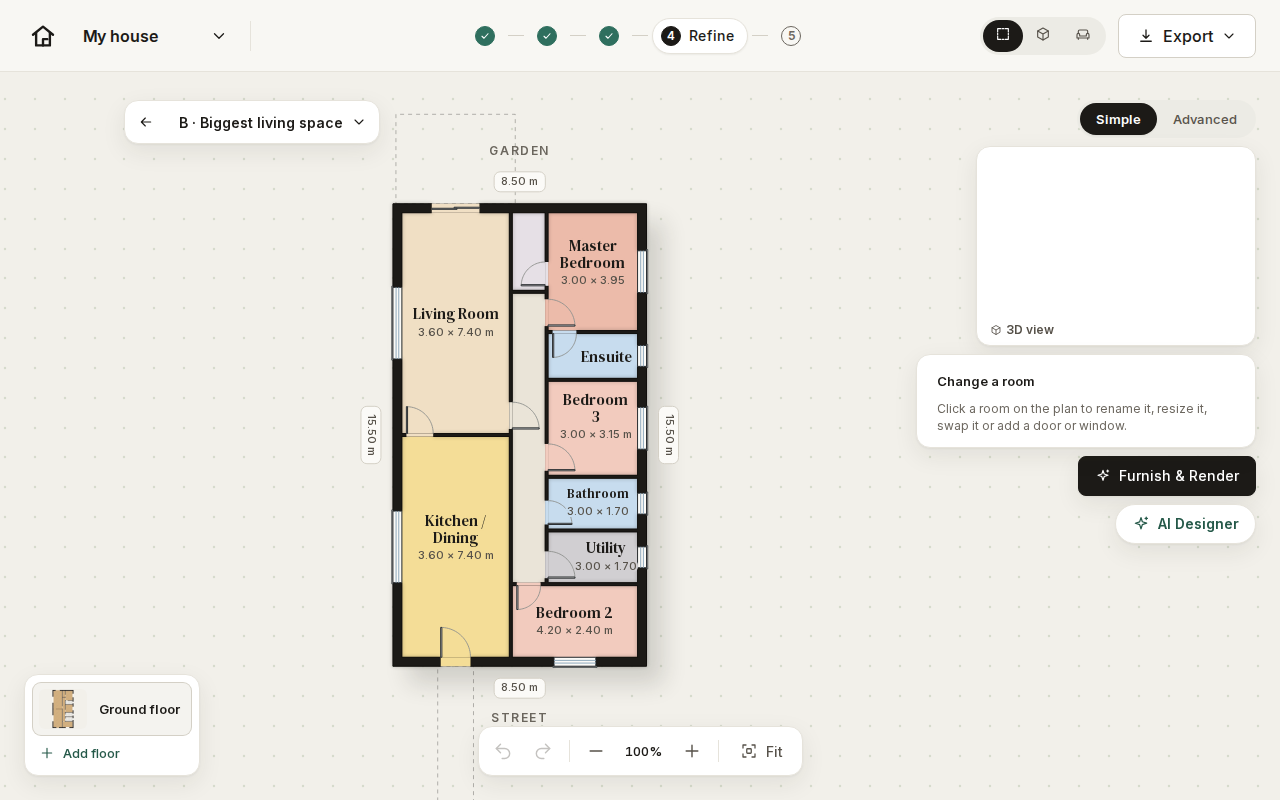 My house
4 Refine
5
Export
B · Biggest living space
Simple
Advanced
GARDEN
8.50 m
Master
Bedroom
3.00 × 3.95
Living Room
3.60 × 7.40 m
Ensuite
Bedroom
3
3.00 × 3.15 m
15.50 m
15.50 m
Bathroom
3.00 × 1.70
Kitchen /
Dining
3.60 × 7.40 m
Utility
3.00 × 1.70
Bedroom 2
4.20 × 2.40 m
8.50 m
STREET
3D view
Change a room
Click a room on the plan to rename it, resize it,
swap it or add a door or window.
Furnish & Render
AI Designer
Ground floor
Add floor
100%
Fit